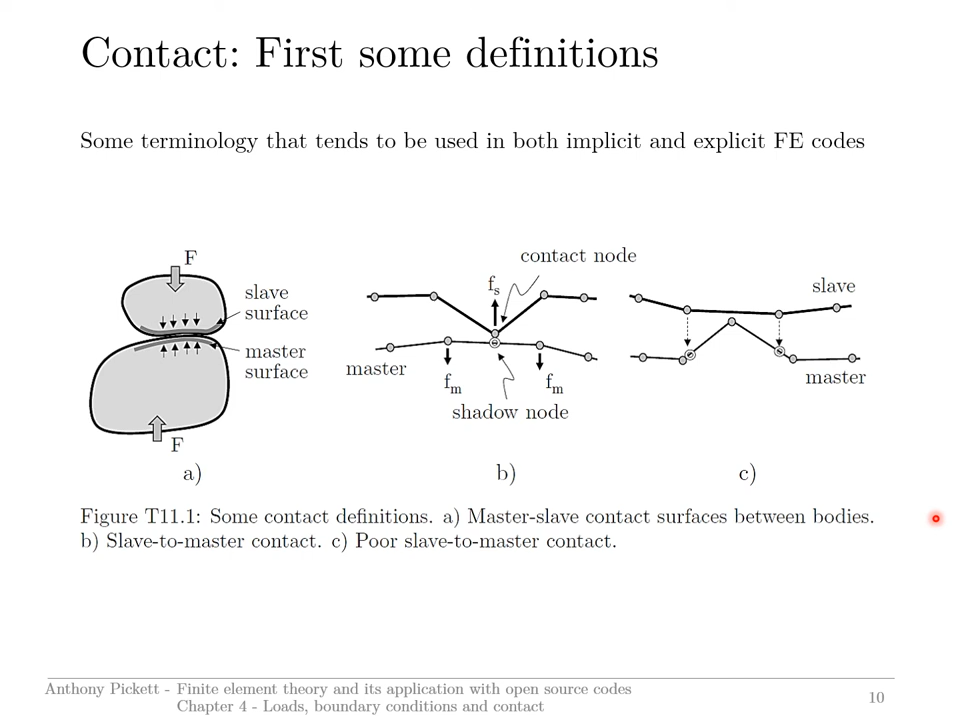 Contact: First some definitions
Some terminology that tends to be used in both implicit and explicit FE codes
F
slave
surface
master
surface
F
a)
contact node
fs
master
fm
fm
shadow node
b)
slave
master
c)
Figure T11.1: Some contact definitions. a) Master-slave contact surfaces between bodies.
b) Slave-to-master contact. c) Poor slave-to-master contact.
Anthony Pickett - Finite element theory and its application with open source codes
Chapter 4 - Loads, boundary conditions and contact
10